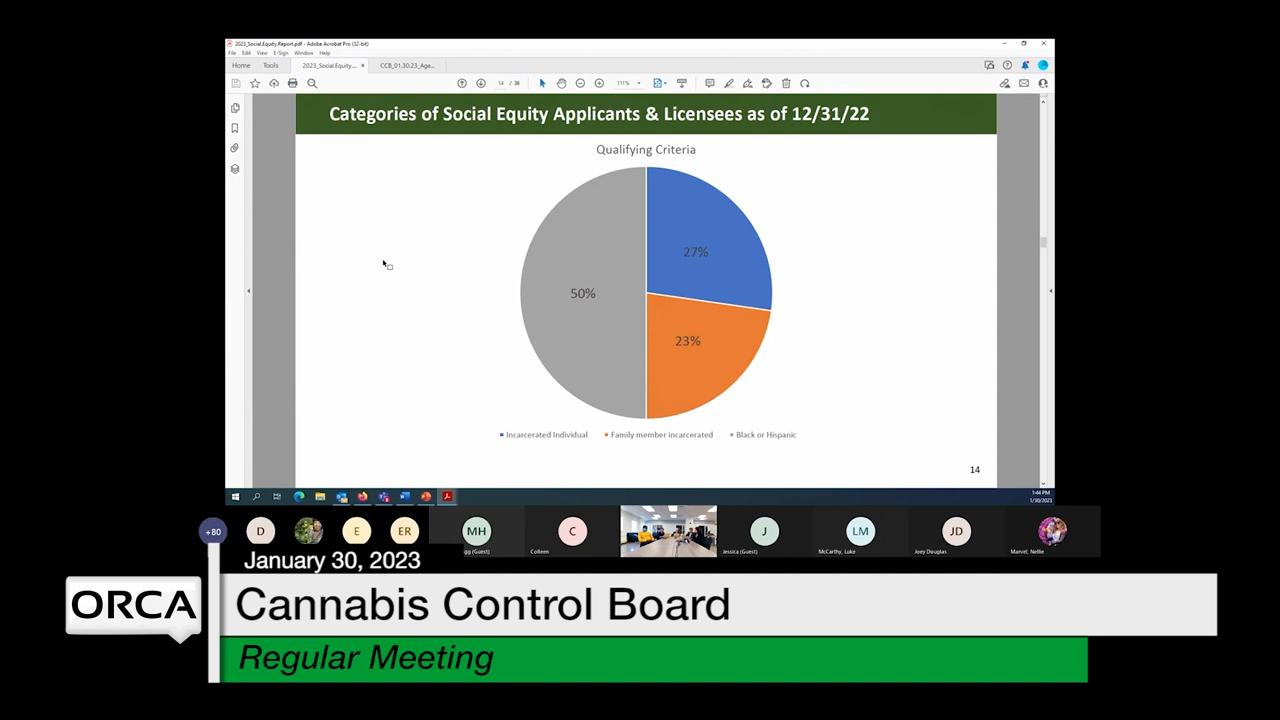 2023_Social.Equity.Report.pdf - Adobe Acrobat Pro (32-bit)
File Edit View E-Sign Window Help
Home Tools 2023_Social.Equity.... × CCB_01.30.23_Age...
14 / 36 111%
Categories of Social Equity Applicants & Licensees as of 12/31/22
Qualifying Criteria
27%
50%
23%
Incarcerated Individual Family member incarcerated Black or Hispanic
14
1:44 PM
1/30/2023
+80 D E ER MH C J LM JD
gg (Guest) Colleen Jessica (Guest) McCarthy, Luke Joey Douglas Marvel, Nellie
January 30, 2023
ORCA
Cannabis Control Board
Regular Meeting